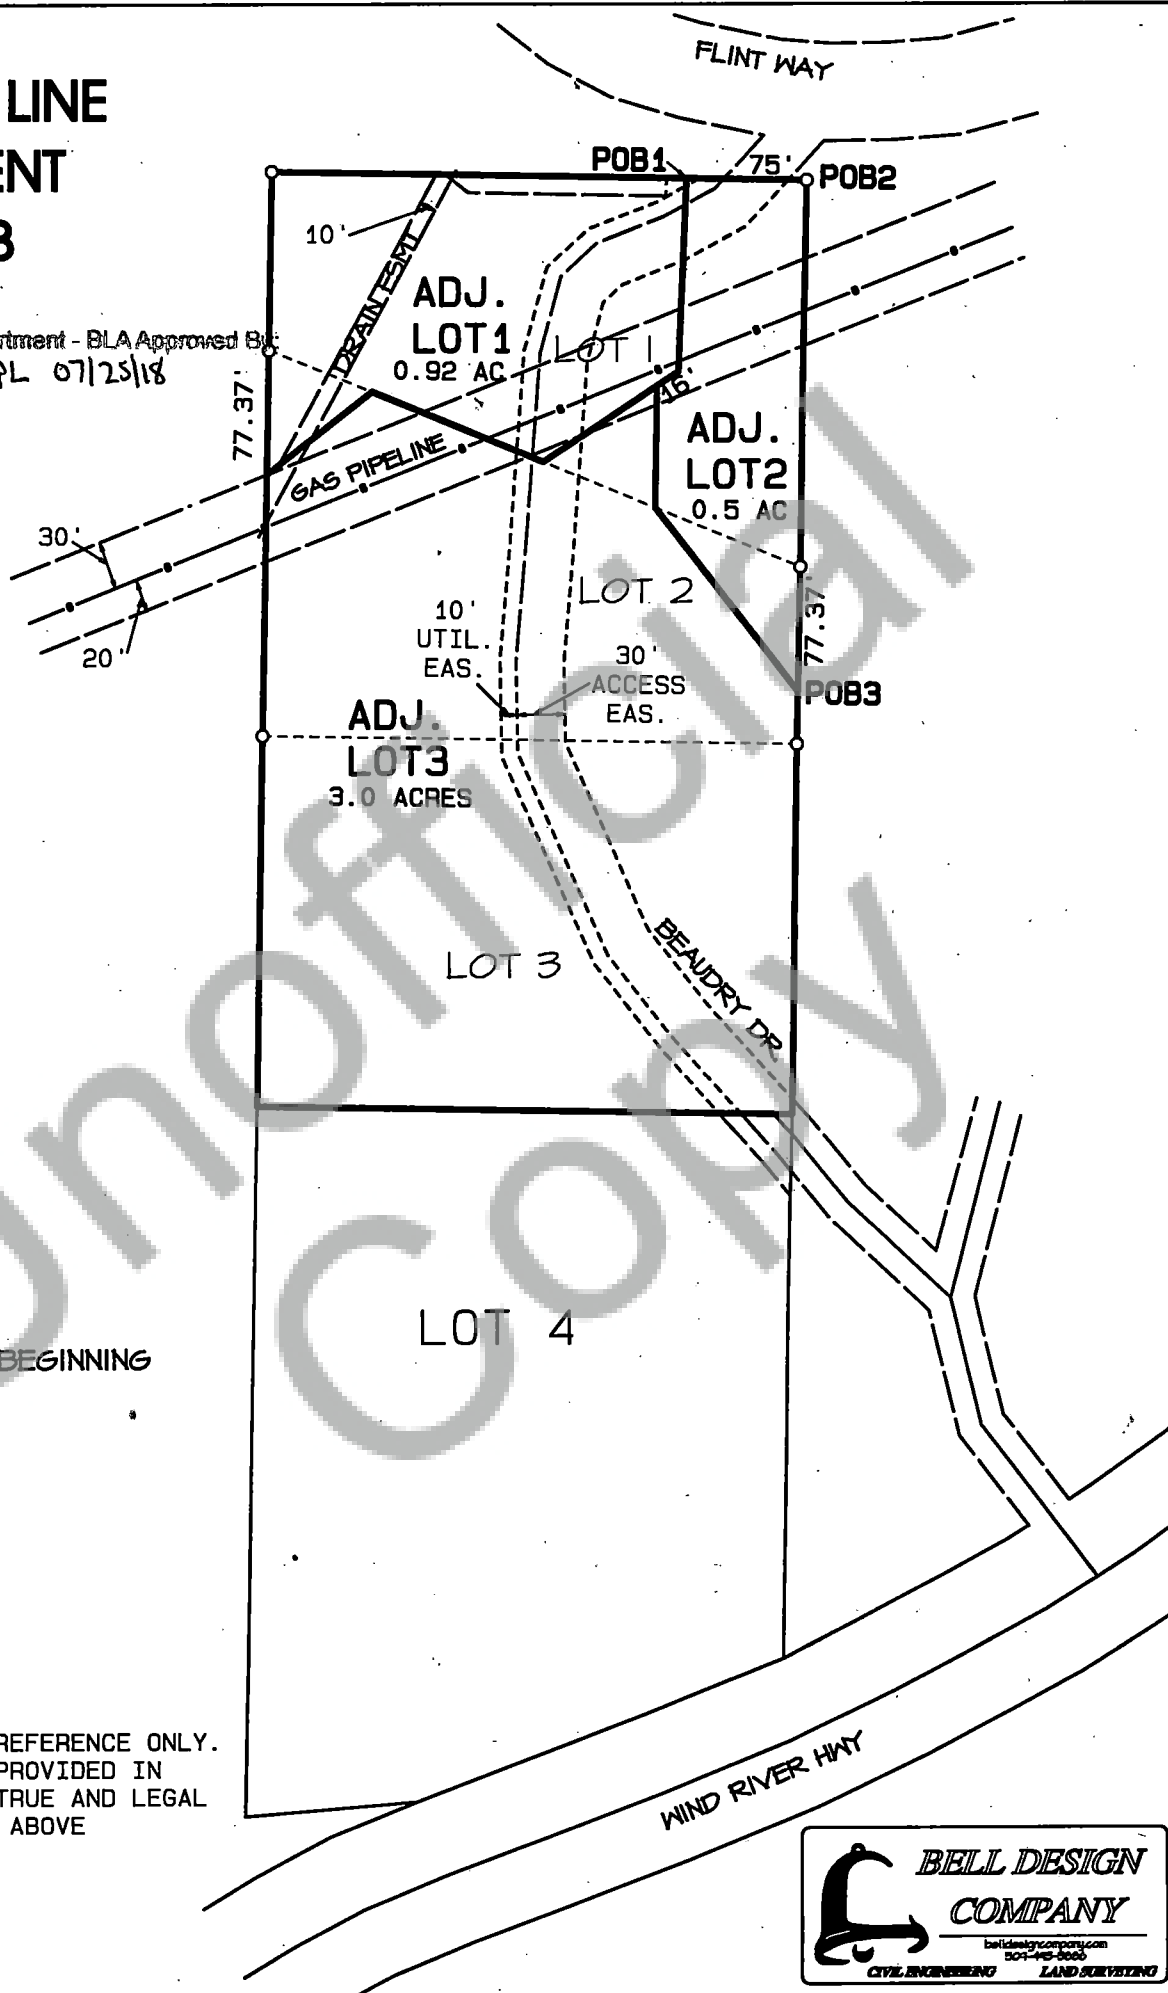 FLINT WAY
LINE
ENT
POB1
75'
POB2
10'
DRAIN ESMT
ADJ.
LOT1
0.92 AC
LOT 1
artment - BLA Approved By:
PL 07/25/18
77.37'
16'
ADJ.
LOT2
0.5 AC
GAS PIPELINE
30'
20'
LOT 2
10'
UTIL.
EAS.
30'
ACCESS
EAS.
77.37'
POB3
ADJ.
LOT3
3.0 ACRES
BEAUDRY DR
LOT 3
Unofficial
Copy
LOT 4
BEGINNING
REFERENCE ONLY.
PROVIDED IN
TRUE AND LEGAL
ABOVE
WIND RIVER HWY
BELL DESIGN
COMPANY
belldesigncompany.com
CIVIL ENGINEERING LAND SURVEYING